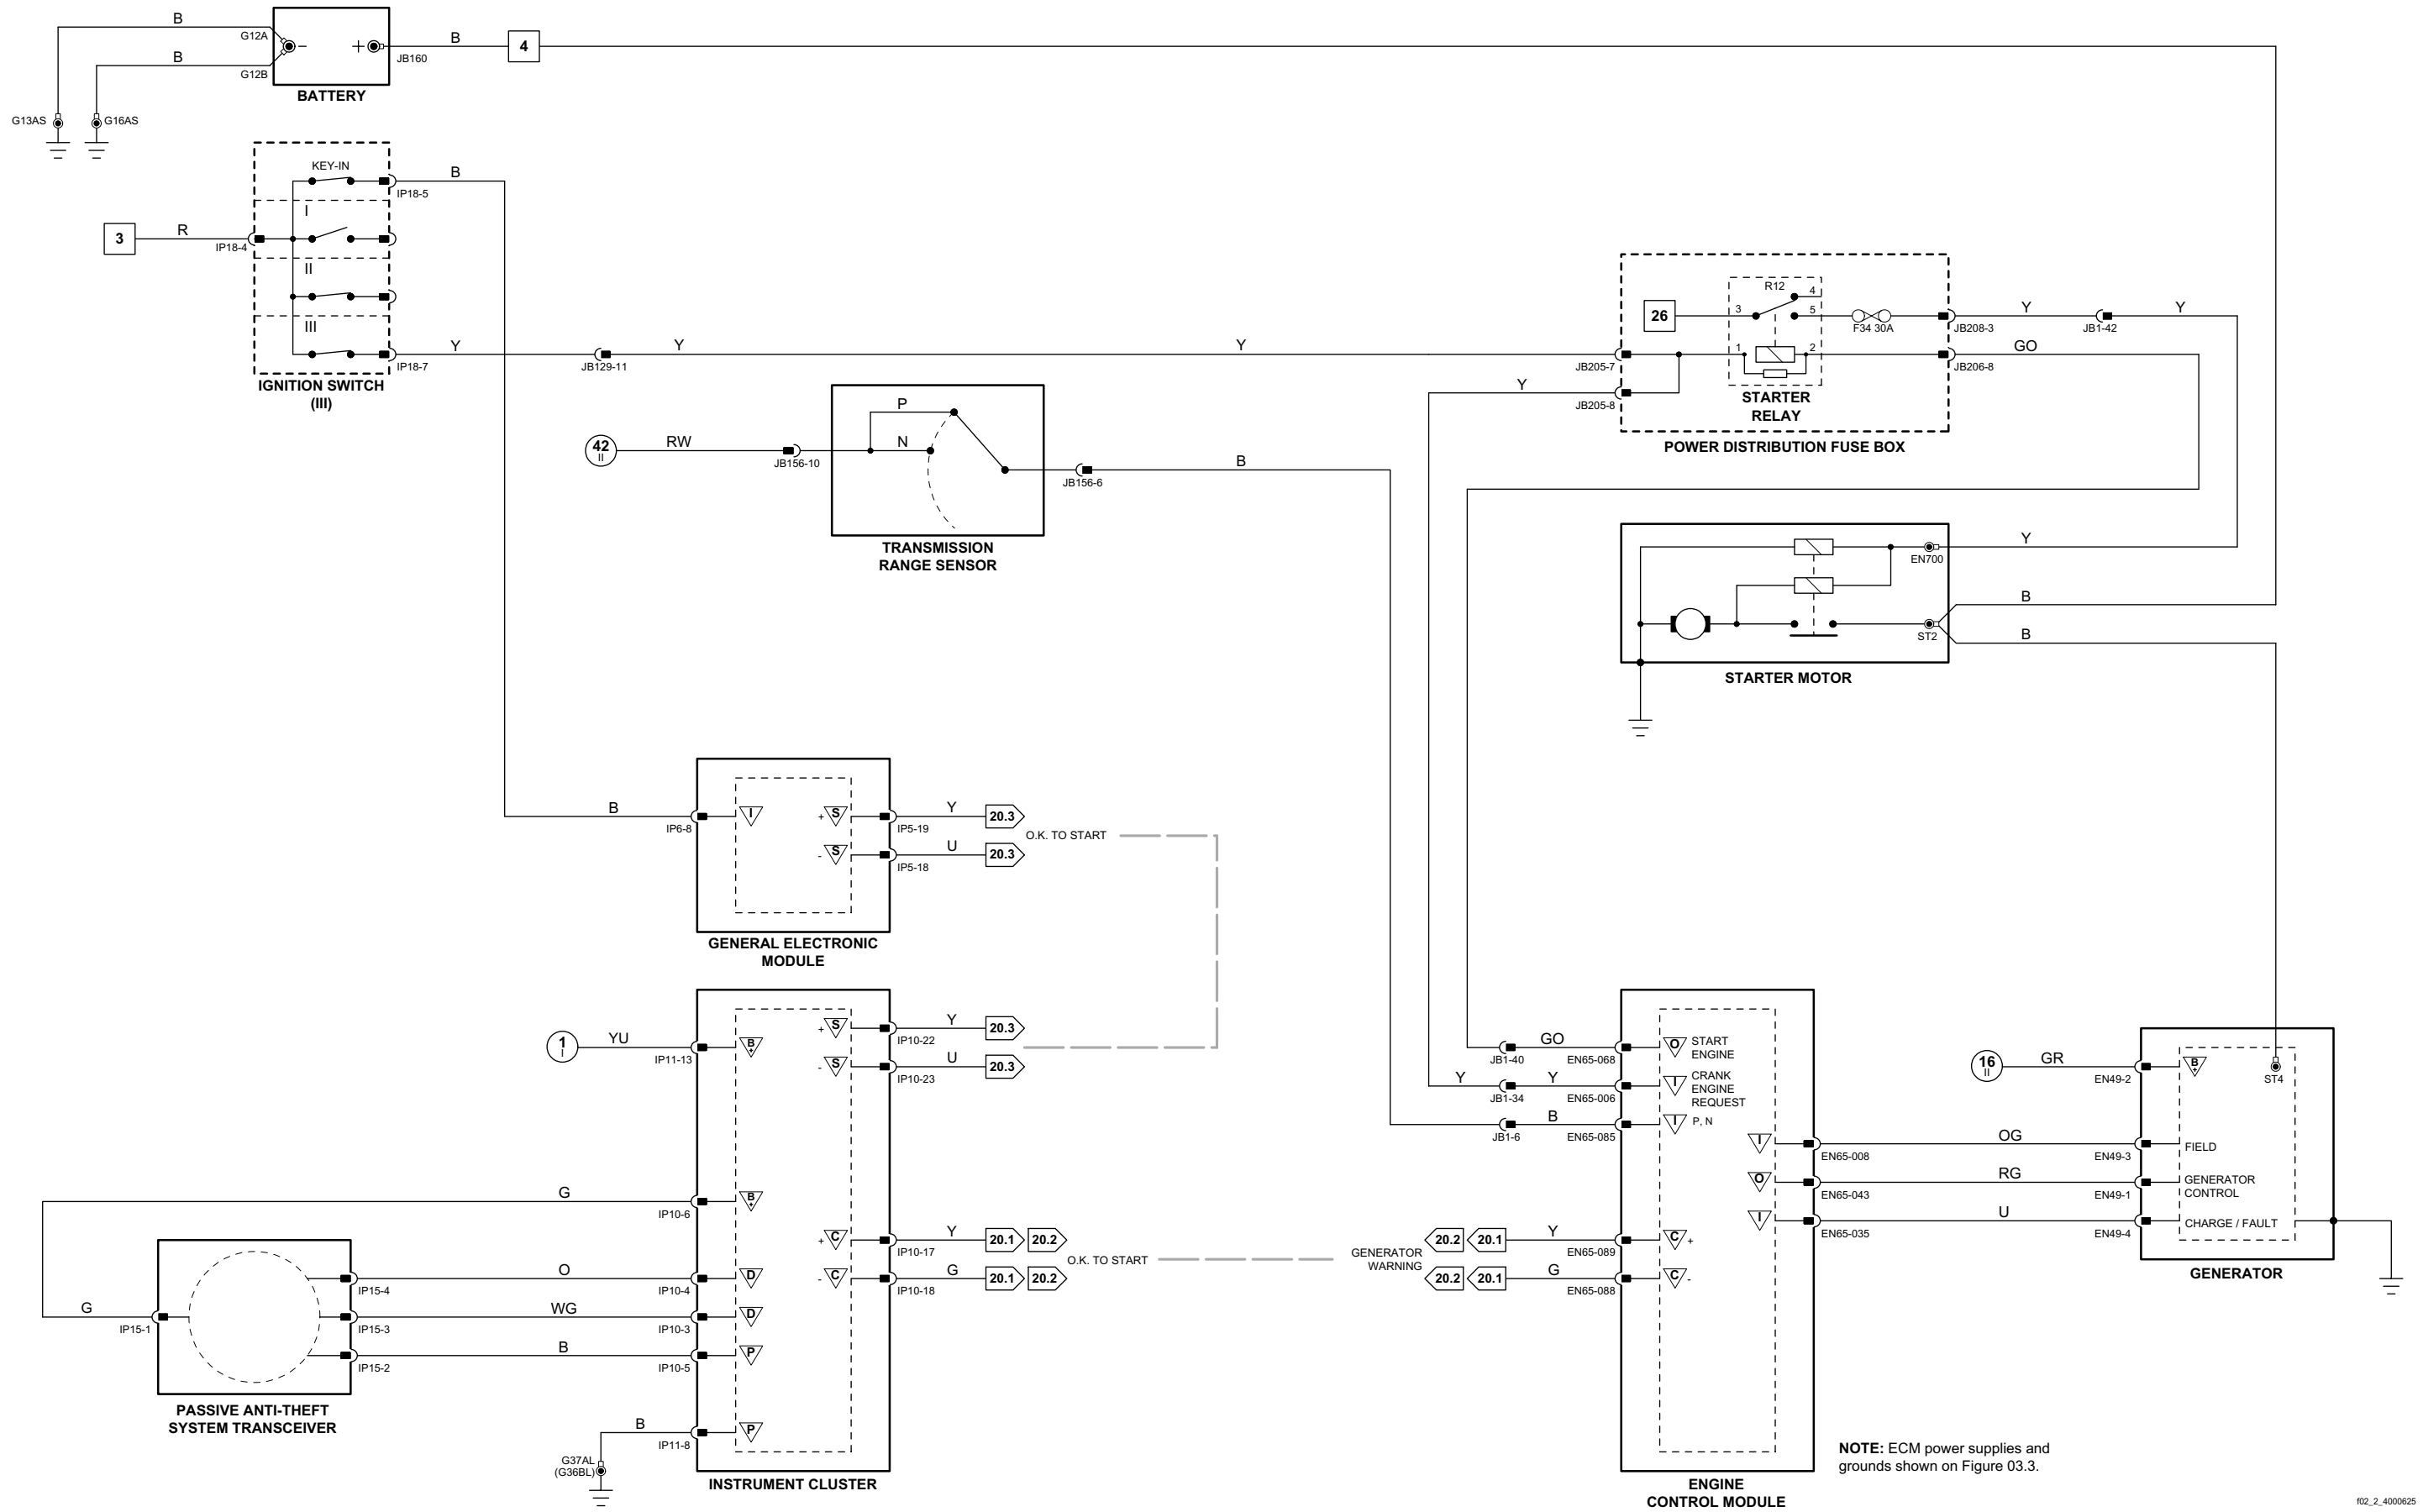 B
G12A
B
G12B
− + JB160
B
4
BATTERY
G13AS
G16AS
KEY-IN
IP18-5
B
I
3
R
IP18-4
II
III
IP18-7
Y
JB129-11
Y
Y
IGNITION SWITCH
(III)
42
II
RW
JB156-10
P
N
JB156-6
B
TRANSMISSION
RANGE SENSOR
26
R12
3
4
5
F34 30A
JB208-3
Y
JB1-42
Y
JB205-7
1
2
JB206-8
GO
Y
JB205-8
STARTER
RELAY
POWER DISTRIBUTION FUSE BOX
EN700
Y
ST2
B
B
STARTER MOTOR
B
IP6-8
I
+ S
IP5-19
Y
20.3
O.K. TO START
- S
IP5-18
U
20.3
GENERAL ELECTRONIC
MODULE
1
I
YU
IP11-13
B+
+ S
IP10-22
Y
20.3
- S
IP10-23
U
20.3
G
IP10-6
B+
+ C
IP10-17
Y
20.1
20.2
O.K. TO START
- C
IP10-18
G
20.1
20.2
G
IP15-1
IP15-4
O
IP10-4
D
IP15-3
WG
IP10-3
D
IP15-2
B
IP10-5
P
PASSIVE ANTI-THEFT
SYSTEM TRANSCEIVER
G37AL
(G36BL)
B
IP11-8
P
INSTRUMENT CLUSTER
JB1-40
GO
EN65-068
O
START
ENGINE
Y
JB1-34
Y
EN65-006
I
CRANK
ENGINE
REQUEST
JB1-6
B
EN65-085
I
P, N
I
EN65-008
OG
EN49-3
FIELD
O
EN65-043
RG
EN49-1
GENERATOR
CONTROL
I
EN65-035
U
EN49-4
CHARGE / FAULT
GENERATOR
WARNING
20.2
20.1
Y
EN65-089
C +
20.2
20.1
G
EN65-088
C -
16
II
GR
EN49-2
B+
ST4
GENERATOR
NOTE: ECM power supplies and
grounds shown on Figure 03.3.
ENGINE
CONTROL MODULE
f02_2_4000625